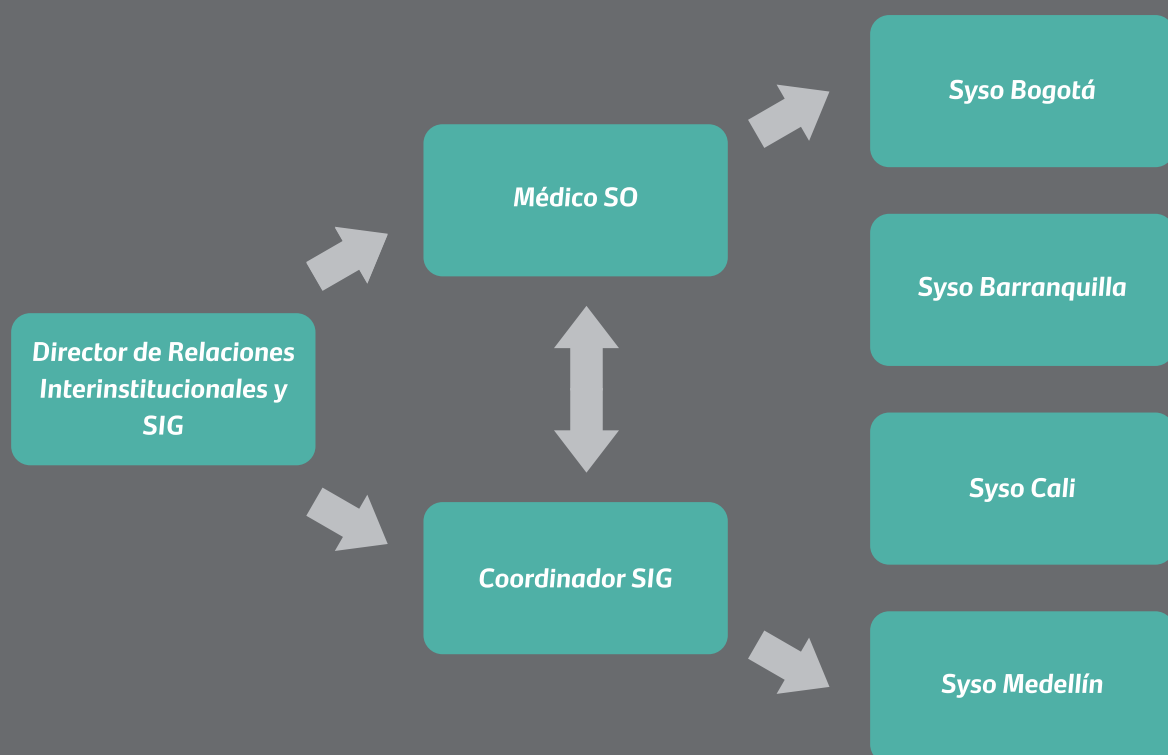 Director de Relaciones
Interinstitucionales y
SIG
Médico SO
Coordinador SIG
Syso Bogotá
Syso Barranquilla
Syso Cali
Syso Medellín